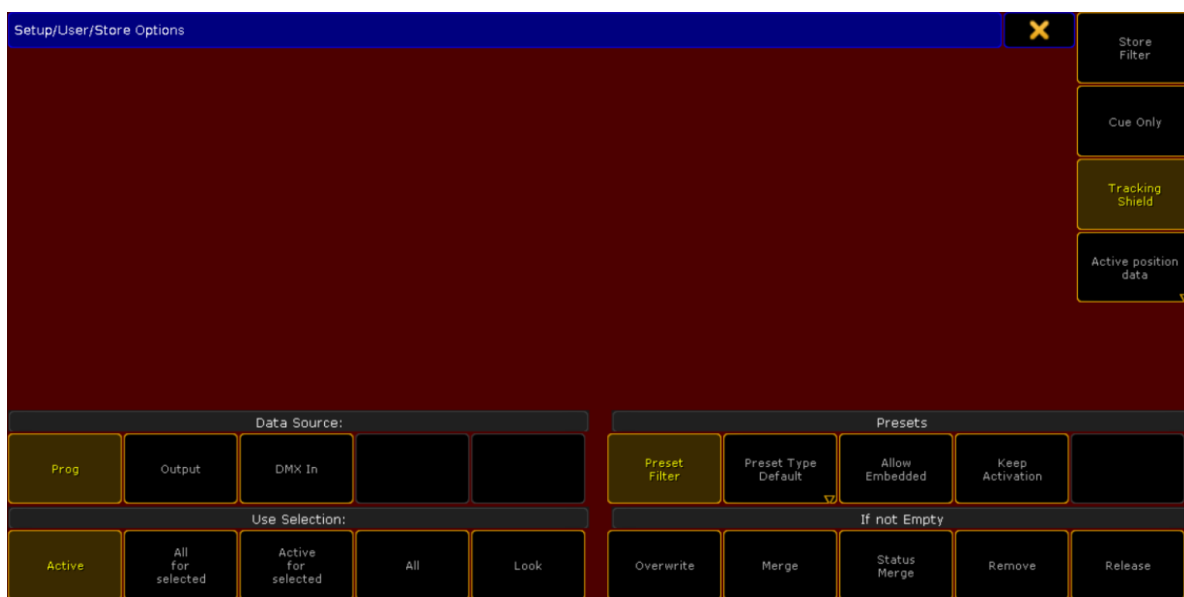 Setup/User/Store Options
Store
Filter
Cue Only
Tracking
Shield
Active position
data
Data Source:
Presets
Prog
Output
DMX In
Preset
Filter
Preset Type
Default
Allow
Embedded
Keep
Activation
Use Selection:
If not Empty
Active
All
for
selected
Active
for
selected
All
Look
Overwrite
Merge
Status
Merge
Remove
Release